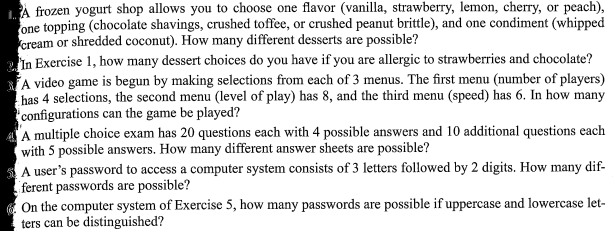 1. A frozen yogurt shop allows you to choose one flavor (vanilla, strawberry, lemon, cherry, or peach),
one topping (chocolate shavings, crushed toffee, or crushed peanut brittle), and one condiment (whipped
cream or shredded coconut). How many different desserts are possible?
2. In Exercise 1, how many dessert choices do you have if you are allergic to strawberries and chocolate?
3. A video game is begun by making selections from each of 3 menus. The first menu (number of players)
has 4 selections, the second menu (level of play) has 8, and the third menu (speed) has 6. In how many
configurations can the game be played?
4. A multiple choice exam has 20 questions each with 4 possible answers and 10 additional questions each
with 5 possible answers. How many different answer sheets are possible?
5. A user's password to access a computer system consists of 3 letters followed by 2 digits. How many dif-
ferent passwords are possible?
6. On the computer system of Exercise 5, how many passwords are possible if uppercase and lowercase let-
ters can be distinguished?